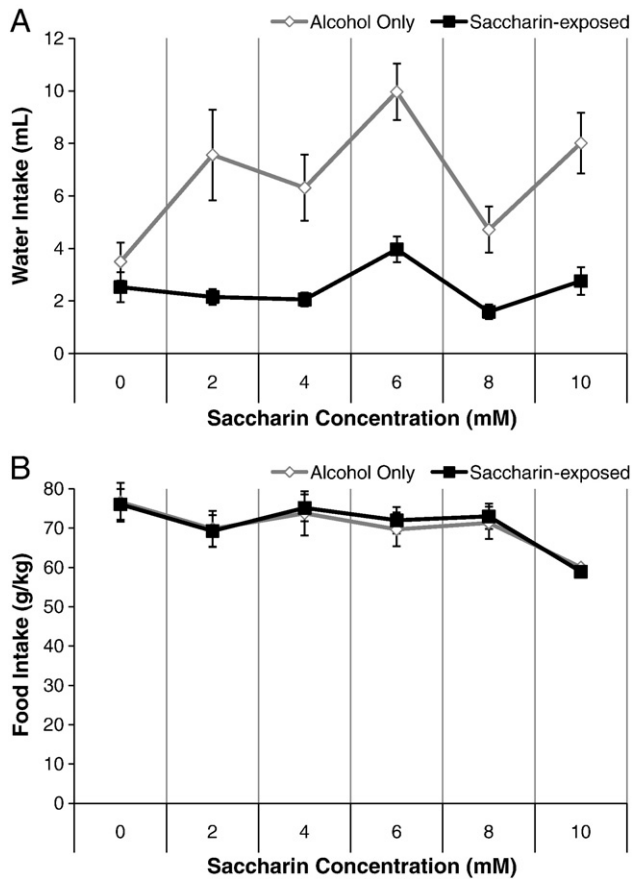 A
Alcohol Only Saccharin-exposed
12
10
8
6
4
2
0
Water Intake (mL)
0 2 4 6 8 10
Saccharin Concentration (mM)
B
Alcohol Only Saccharin-exposed
80
70
60
50
40
30
20
10
0
Food Intake (g/kg)
0 2 4 6 8 10
Saccharin Concentration (mM)